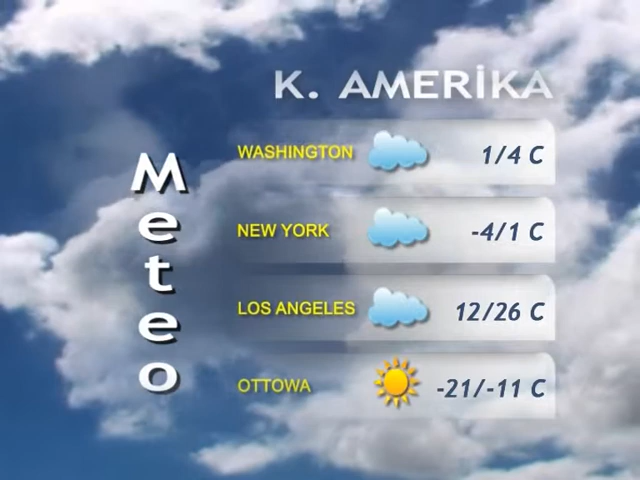 K. AMERİKA
Meteo
WASHINGTON 1/4 C
NEW YORK -4/1 C
LOS ANGELES 12/26 C
OTTOWA -21/-11 C